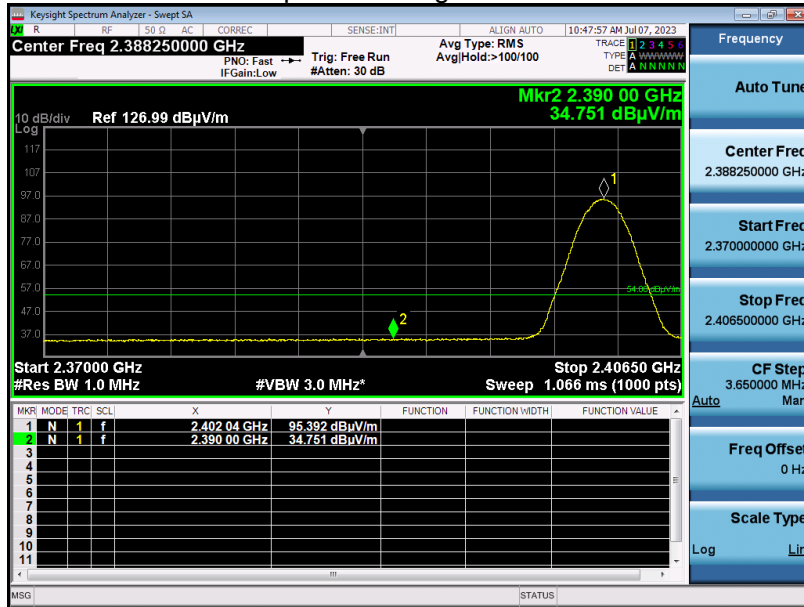 Keysight Spectrum Analyzer - Swept SA
LXI R RF 50 Ω AC CORREC SENSE:INT ALIGN AUTO 10:47:57 AM Jul 07, 2023
Center Freq 2.388250000 GHz
PNO: Fast
IFGain:Low
Trig: Free Run
#Atten: 30 dB
Avg Type: RMS
Avg|Hold:>100/100
TRACE 1 2 3 4 5 6
TYPE A WWWWW
DET A N N N N N
Mkr2 2.390 00 GHz
34.751 dBµV/m
10 dB/div Ref 126.99 dBµV/m
Log
117
107
97.0
87.0
77.0
67.0
57.0
47.0
37.0
1
2
54.00 dBµV/m
Start 2.37000 GHz Stop 2.40650 GHz
#Res BW 1.0 MHz #VBW 3.0 MHz* Sweep 1.066 ms (1000 pts)
MKR MODE TRC SCL X Y FUNCTION FUNCTION WIDTH FUNCTION VALUE
1 N 1 f 2.402 04 GHz 95.392 dBµV/m
2 N 1 f 2.390 00 GHz 34.751 dBµV/m
3
4
5
6
7
8
9
10
11
MSG STATUS
Frequency
Auto Tune
Center Freq
2.388250000 GHz
Start Freq
2.370000000 GHz
Stop Freq
2.406500000 GHz
CF Step
3.650000 MHz
Auto Man
Freq Offset
0 Hz
Scale Type
Log Lin